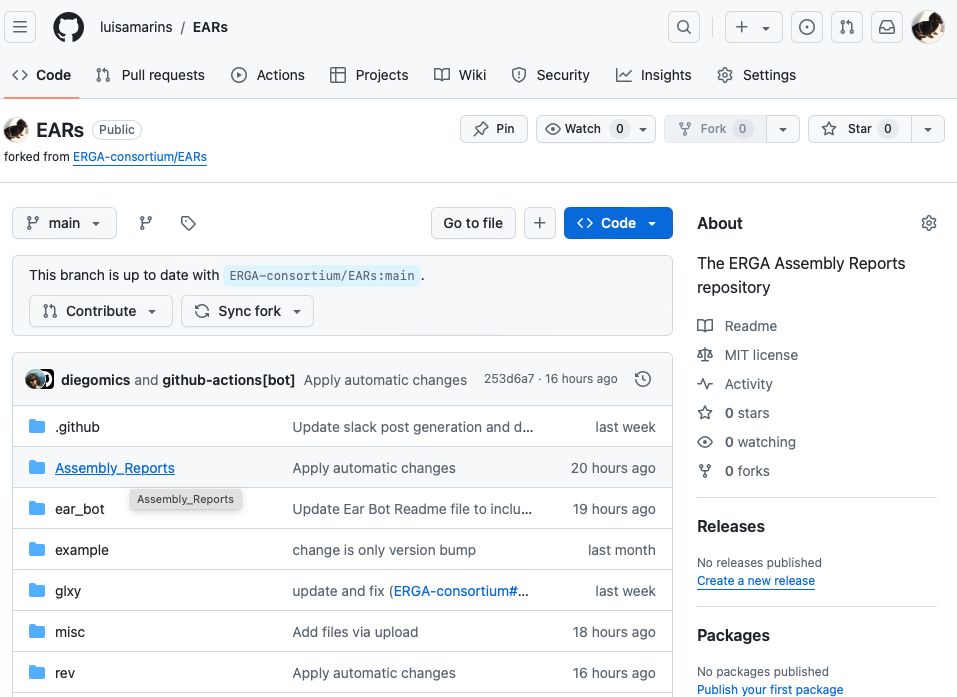 luisamarins / EARs
Code Pull requests Actions Projects Wiki Security Insights Settings
EARs Public Pin Watch 0 Fork 0 Star 0
forked from ERGA-consortium/EARs
main Go to file Code
This branch is up to date with ERGA-consortium/EARs:main.
Contribute Sync fork
diegomics and github-actions[bot] Apply automatic changes 253d6a7 · 16 hours ago
.github Update slack post generation and d... last week
Assembly_Reports Apply automatic changes 20 hours ago
Assembly_Reports
ear_bot Update Ear Bot Readme file to inclu... 19 hours ago
example change is only version bump last month
glxy update and fix (ERGA-consortium#... last week
misc Add files via upload 18 hours ago
rev Apply automatic changes 16 hours ago
About
The ERGA Assembly Reports
repository
Readme
MIT license
Activity
0 stars
0 watching
0 forks
Releases
No releases published
Create a new release
Packages
No packages published
Publish your first package